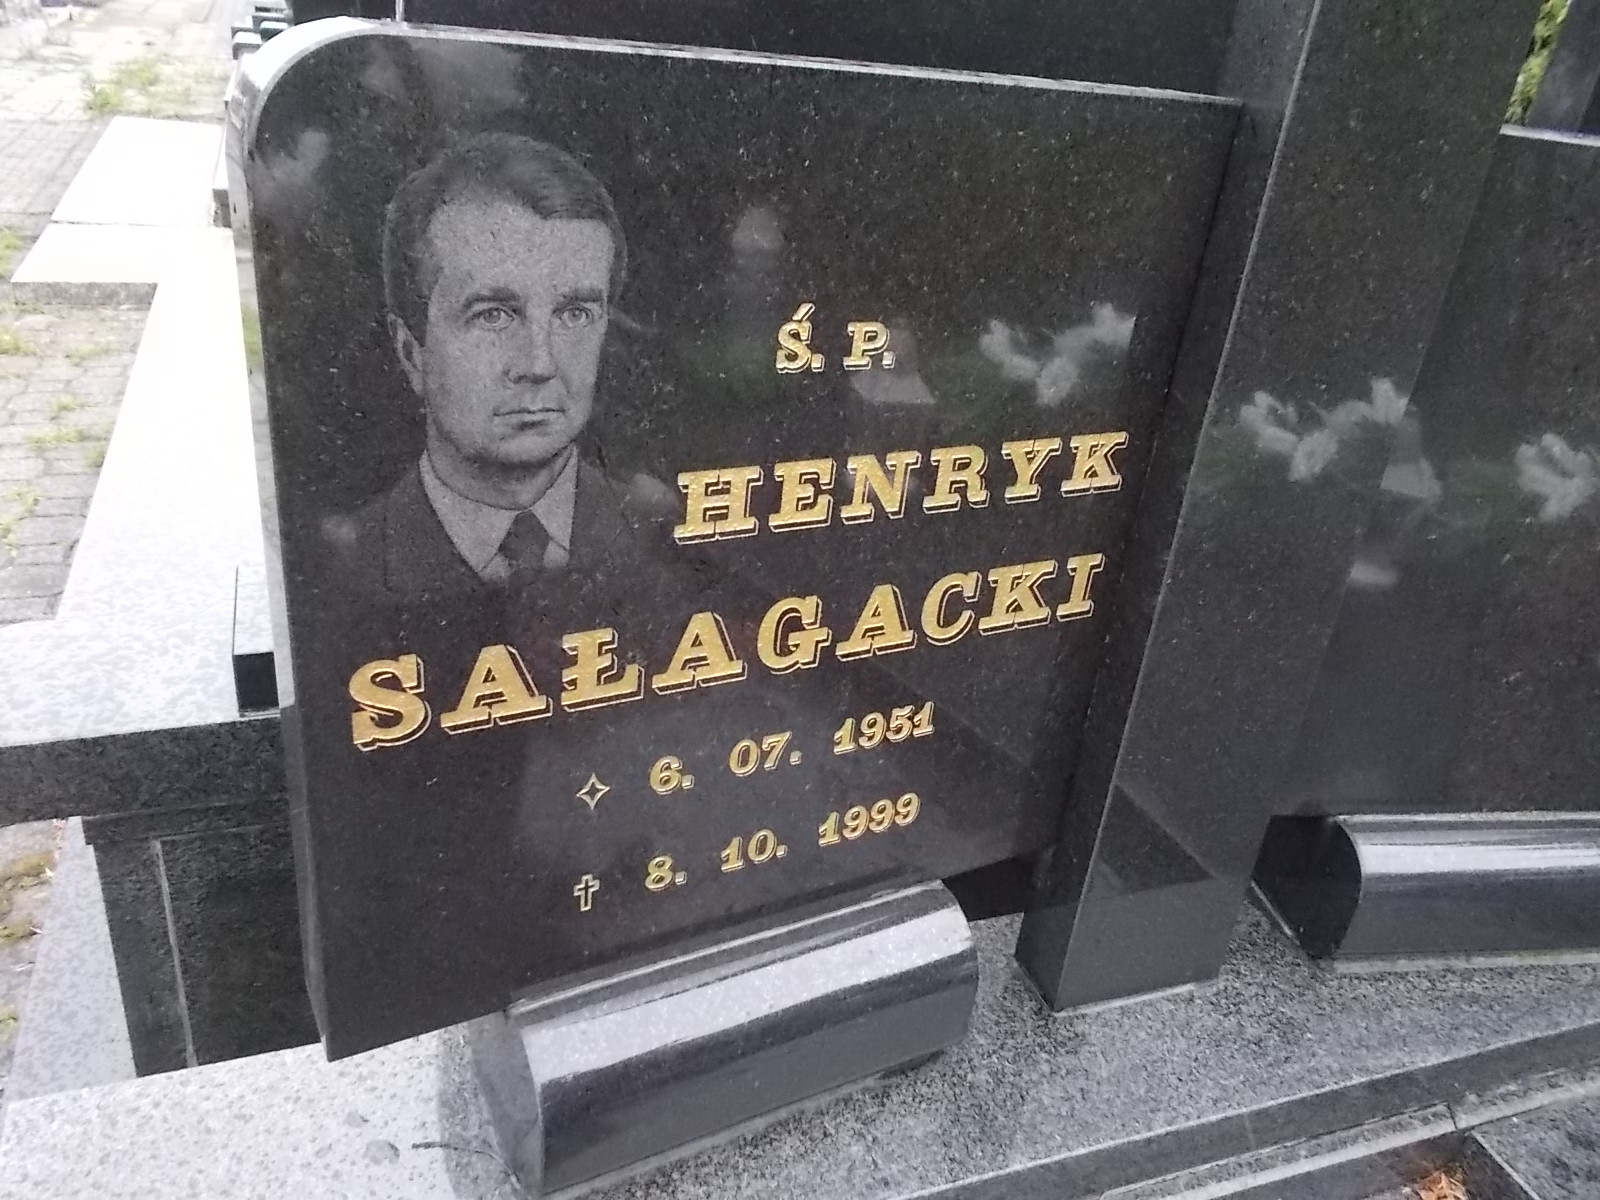 Ś. P.
HENRYK
SAŁAGACKI
6. 07. 1951
8. 10. 1999